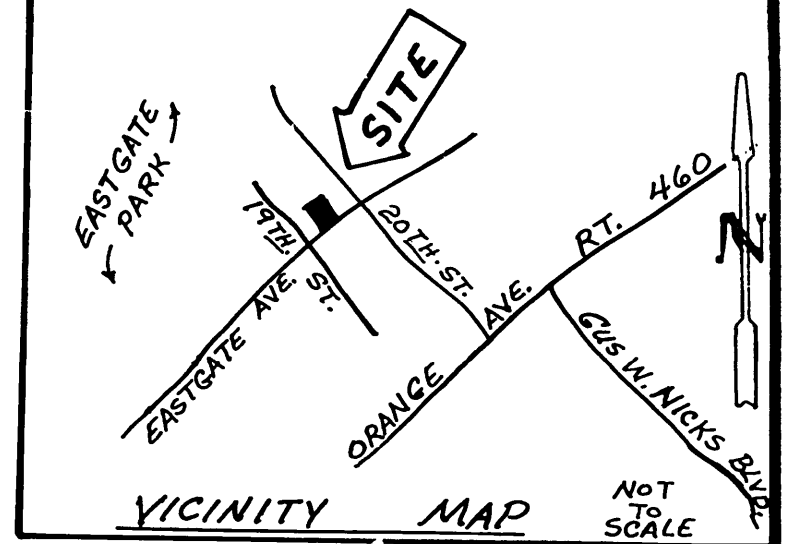 SITE
EASTGATE
PARK
19TH. ST.
20TH. ST.
EASTGATE AVE.
ORANGE AVE. RT. 460
GUS W. NICKS BLVD.
N
VICINITY MAP
NOT
TO
SCALE